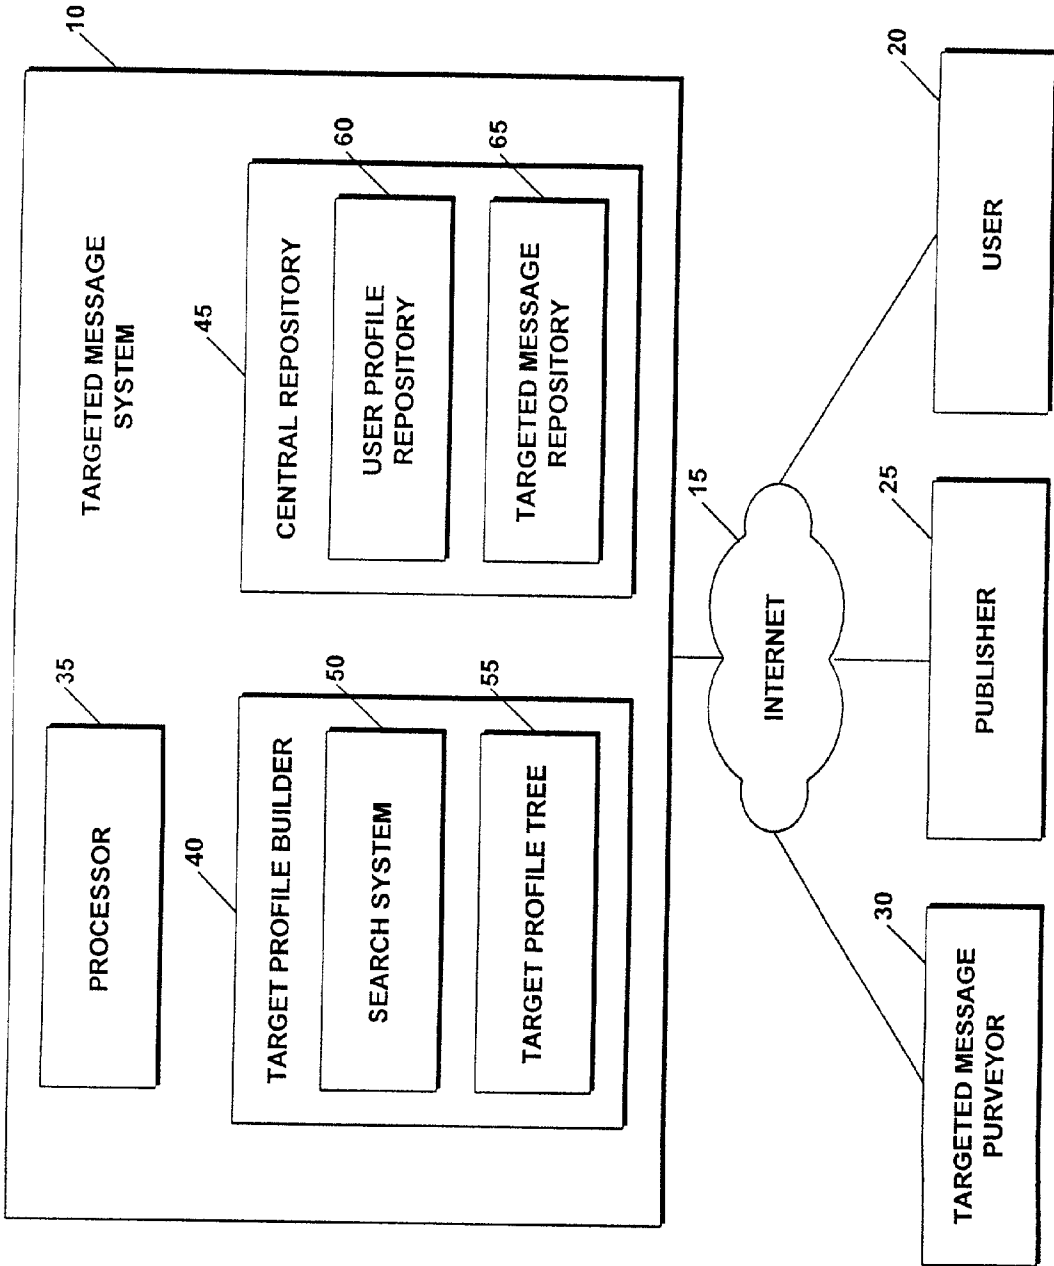 10
TARGETED MESSAGE
SYSTEM
35
PROCESSOR
40
TARGET PROFILE BUILDER
50
SEARCH SYSTEM
55
TARGET PROFILE TREE
45
CENTRAL REPOSITORY
60
USER PROFILE
REPOSITORY
65
TARGETED MESSAGE
REPOSITORY
15
INTERNET
30
TARGETED MESSAGE
PURVEYOR
25
PUBLISHER
20
USER